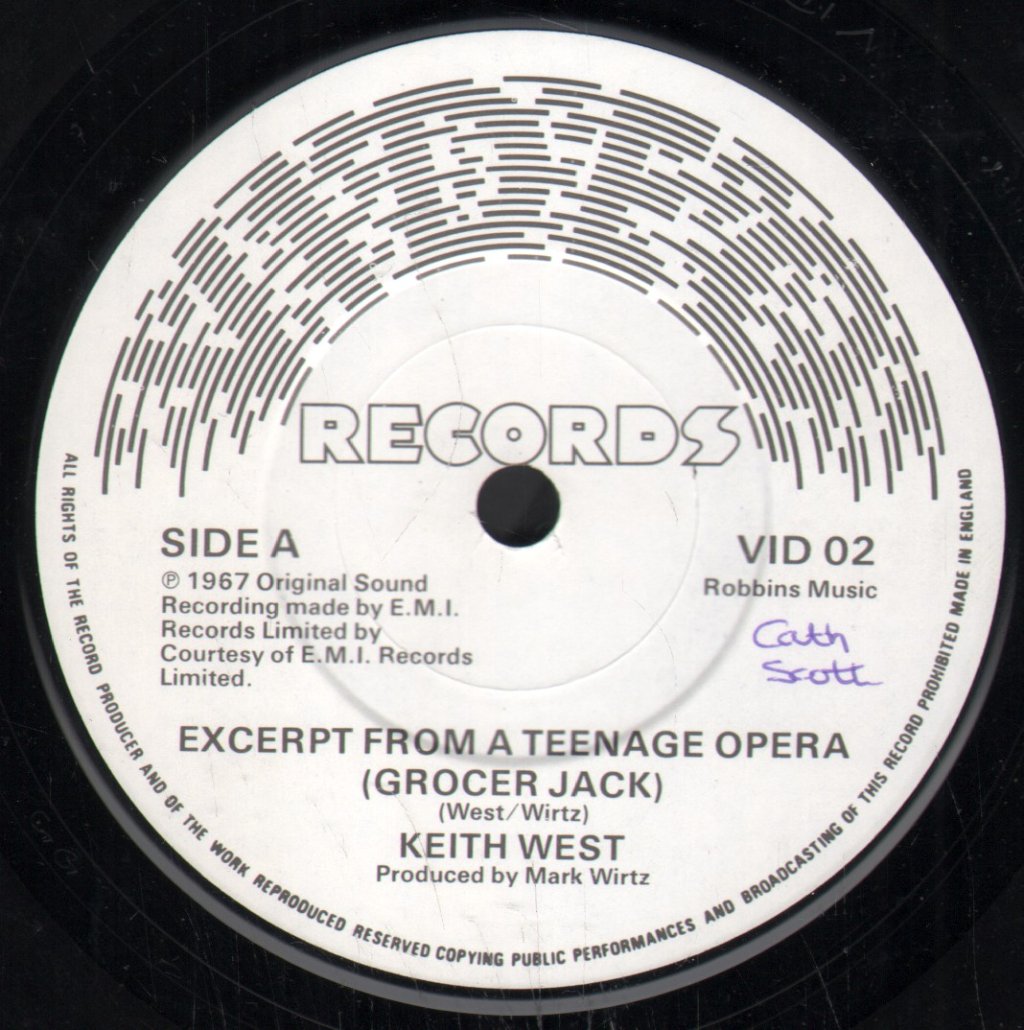 RECORDS
SIDE A
℗ 1967 Original Sound
Recording made by E.M.I.
Records Limited by
Courtesy of E.M.I. Records
Limited.
VID 02
Robbins Music
Cath
Scott
EXCERPT FROM A TEENAGE OPERA
(GROCER JACK)
(West/Wirtz)
KEITH WEST
Produced by Mark Wirtz
ALL RIGHTS OF THE RECORD PRODUCER AND OF THE WORK REPRODUCED RESERVED COPYING PUBLIC PERFORMANCES AND BROADCASTING OF THIS RECORD PROHIBITED MADE IN ENGLAND